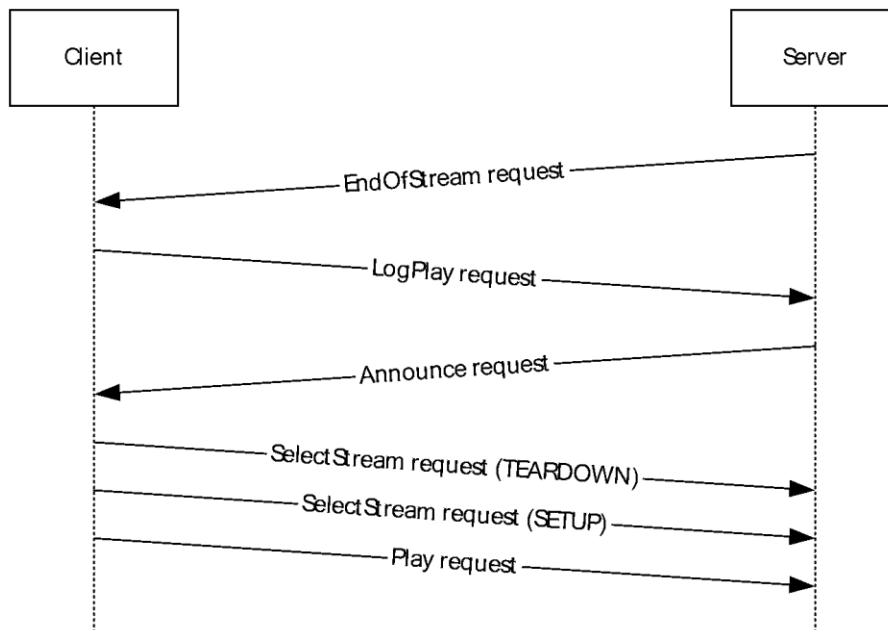 Client
Server
EndOfStream request
LogPlay request
Announce request
SelectStream request (TEARDOWN)
SelectStream request (SETUP)
Play request